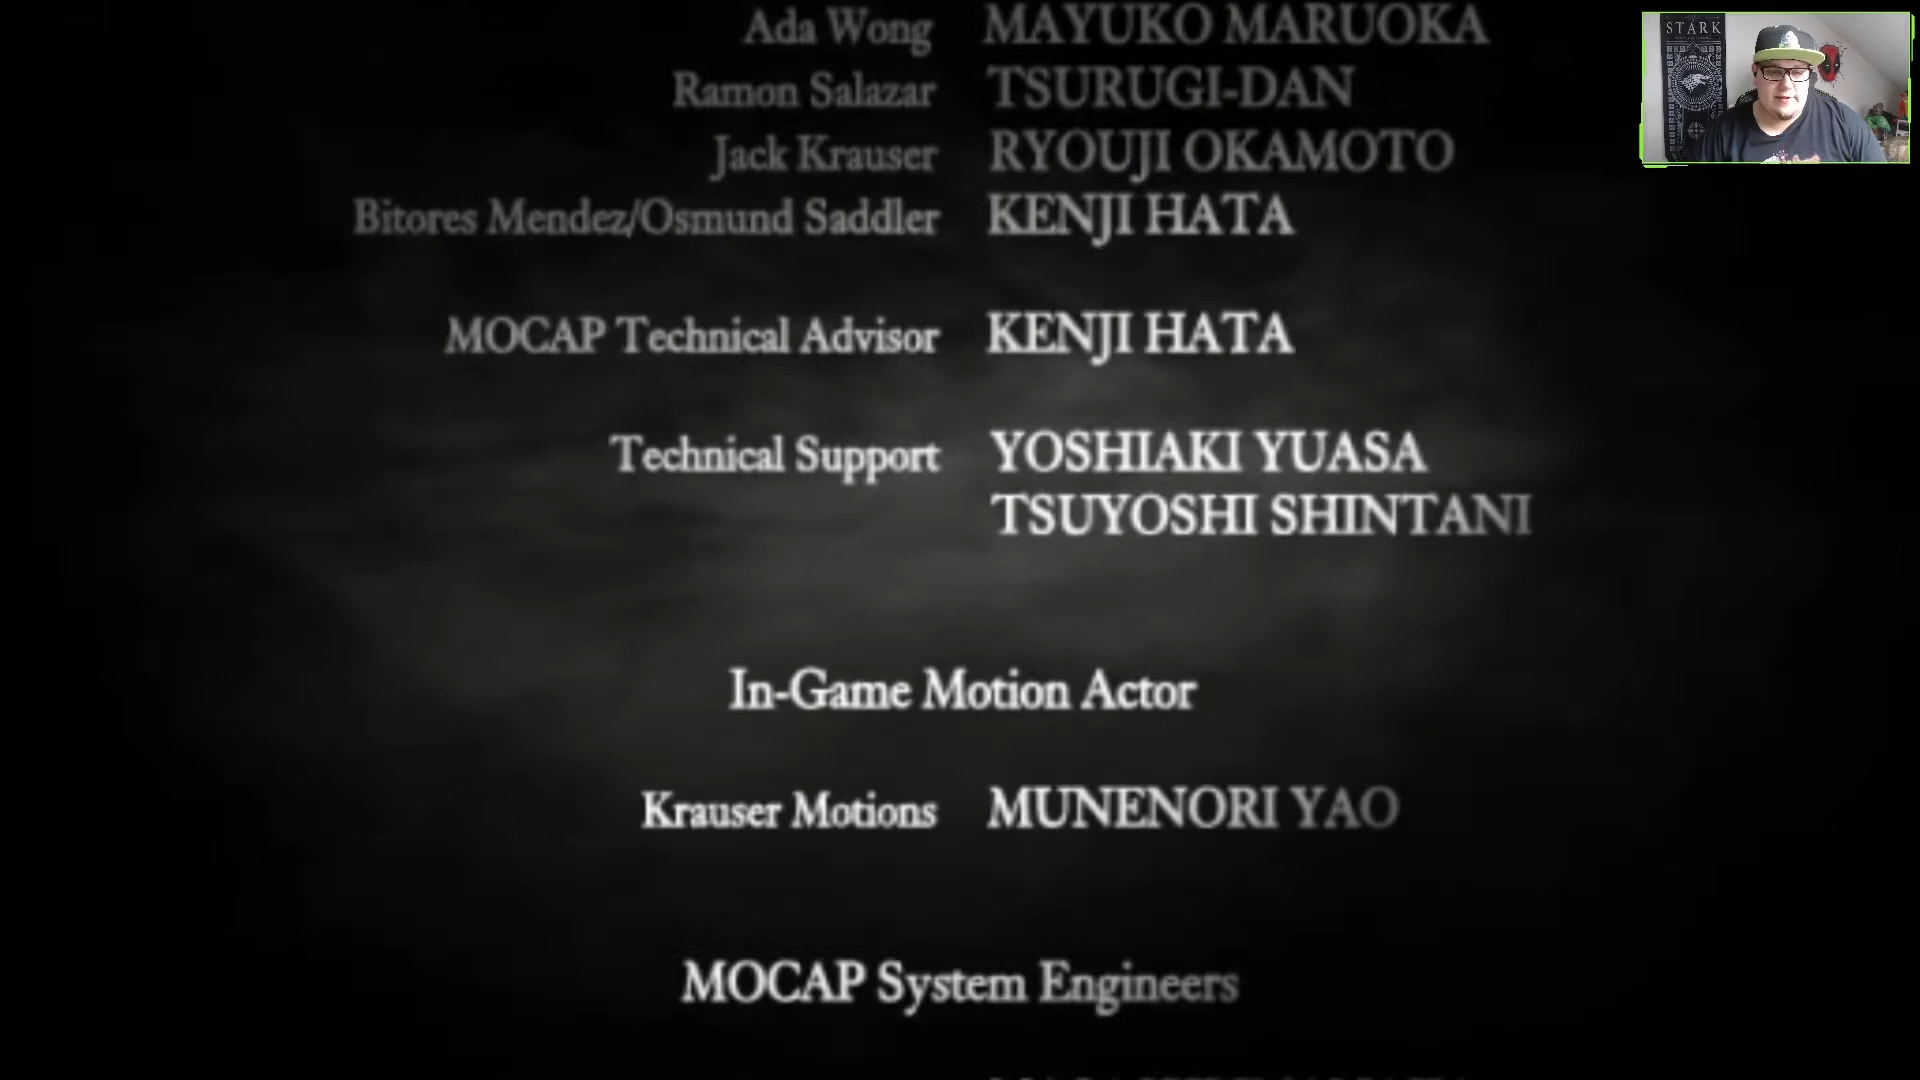 Ada Wong MAYUKO MARUOKA
Ramon Salazar TSURUGI-DAN
Jack Krauser RYOUJI OKAMOTO
Bitores Mendez/Osmund Saddler KENJI HATA
MOCAP Technical Advisor KENJI HATA
Technical Support YOSHIAKI YUASA
TSUYOSHI SHINTANI
In-Game Motion Actor
Krauser Motions MUNENORI YAO
MOCAP System Engineers
STARK